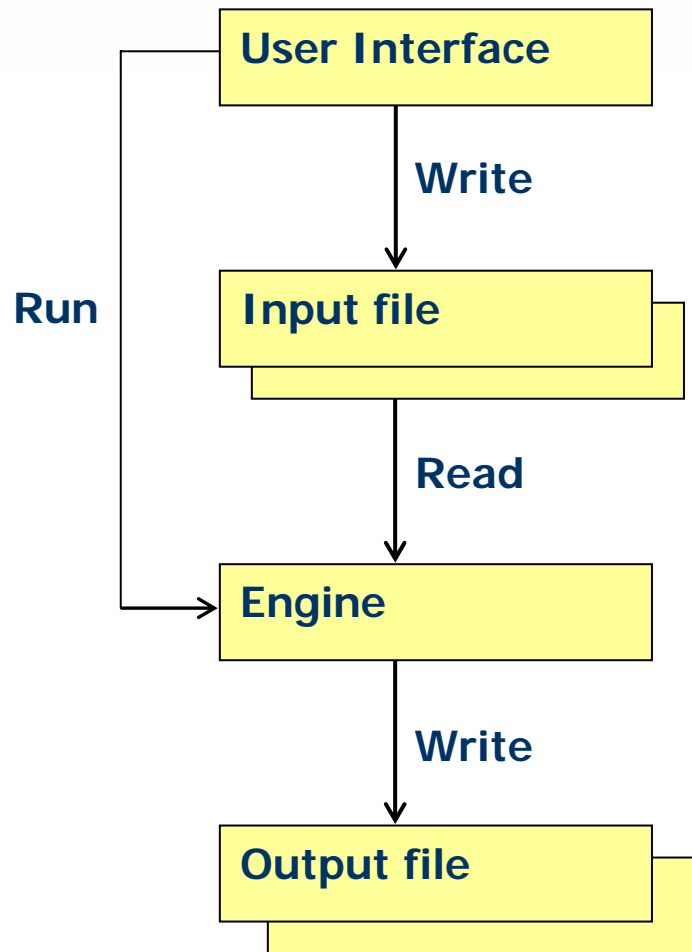 User Interface
Write
Run
Input file
Read
Engine
Write
Output file